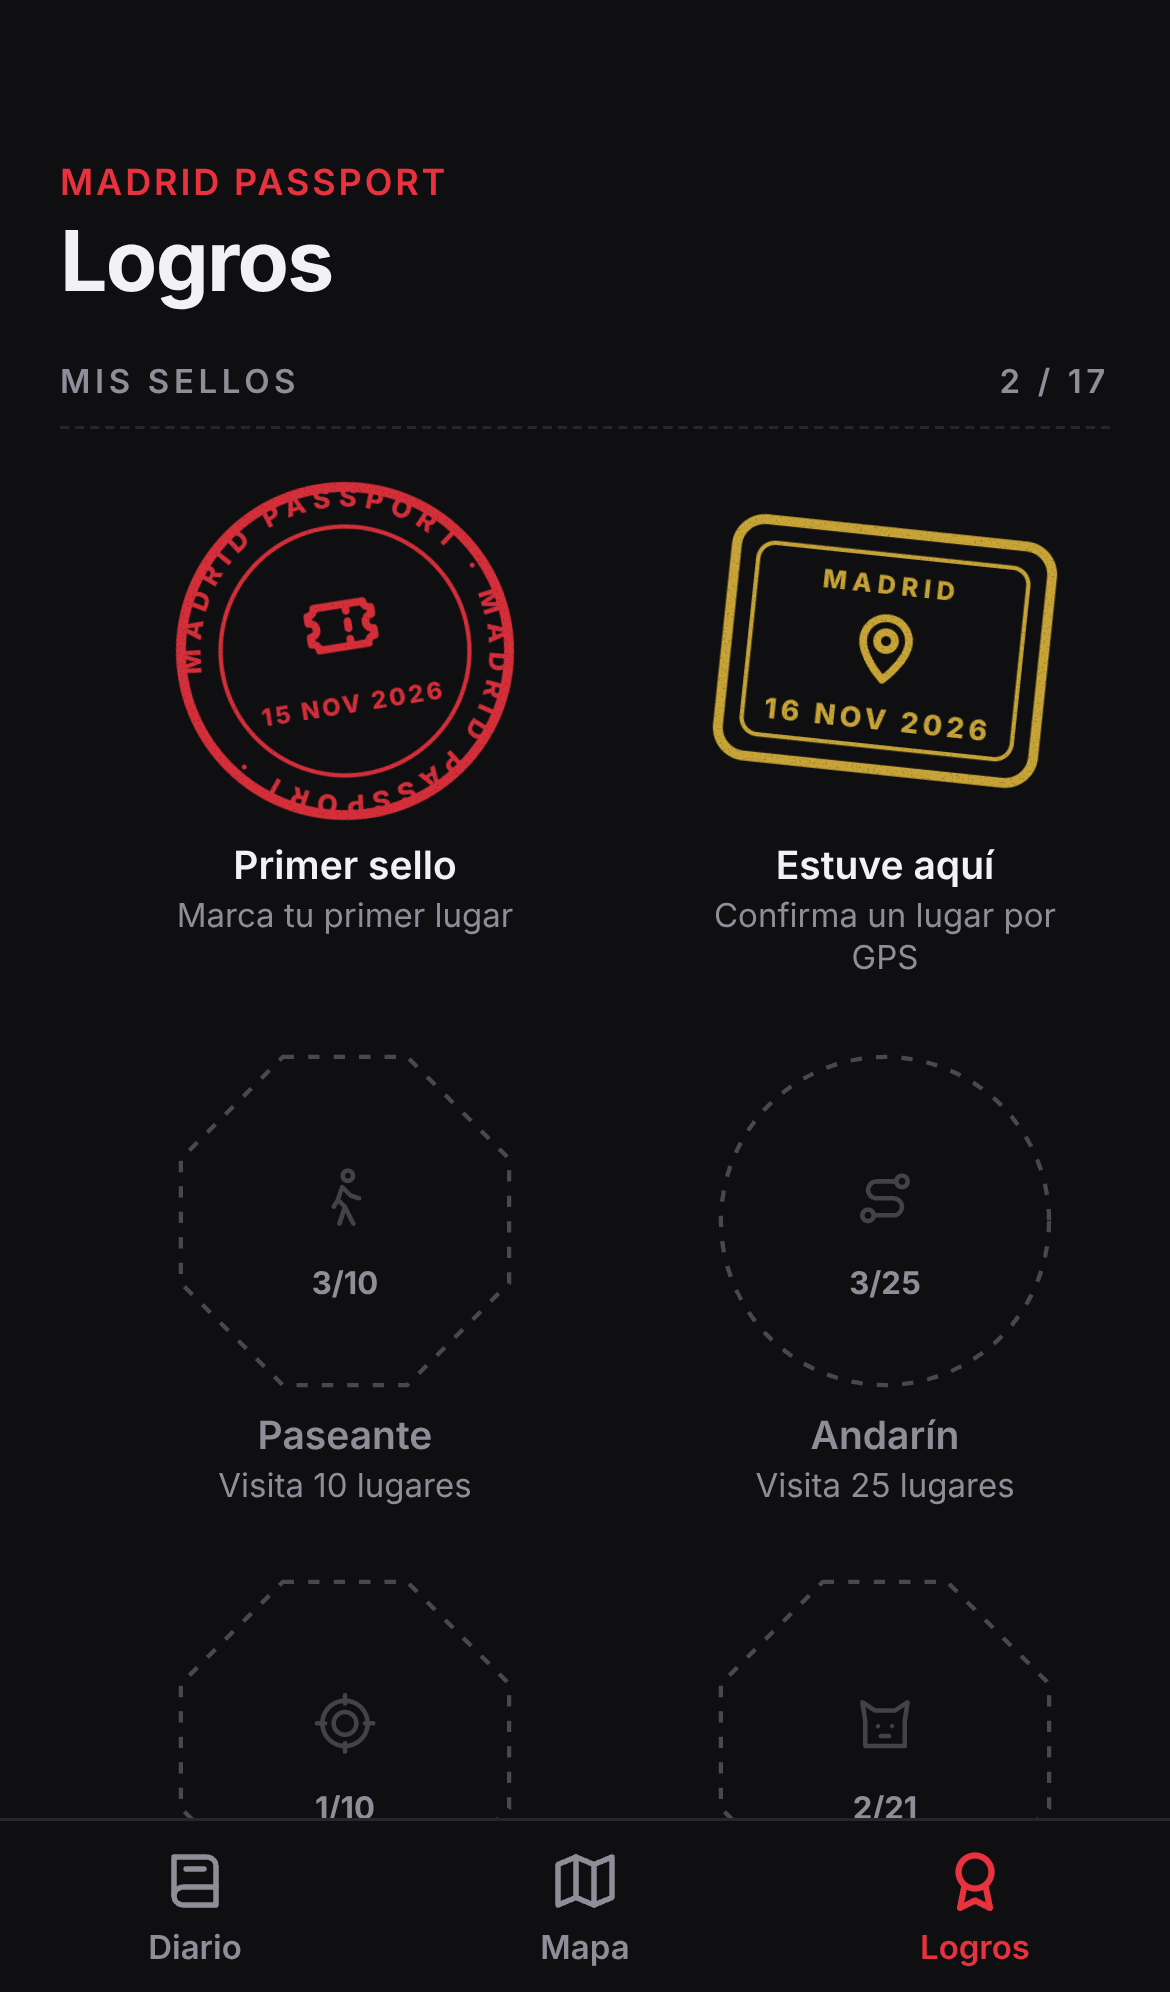 MADRID PASSPORT
Logros
MIS SELLOS 2 / 17
MADRID PASSPORT · MADRID PASSPORT ·
15 NOV 2026
MADRID
16 NOV 2026
Primer sello
Marca tu primer lugar
Estuve aquí
Confirma un lugar por
GPS
3/10
3/25
Paseante
Visita 10 lugares
Andarín
Visita 25 lugares
1/10
2/21
Diario
Mapa
Logros